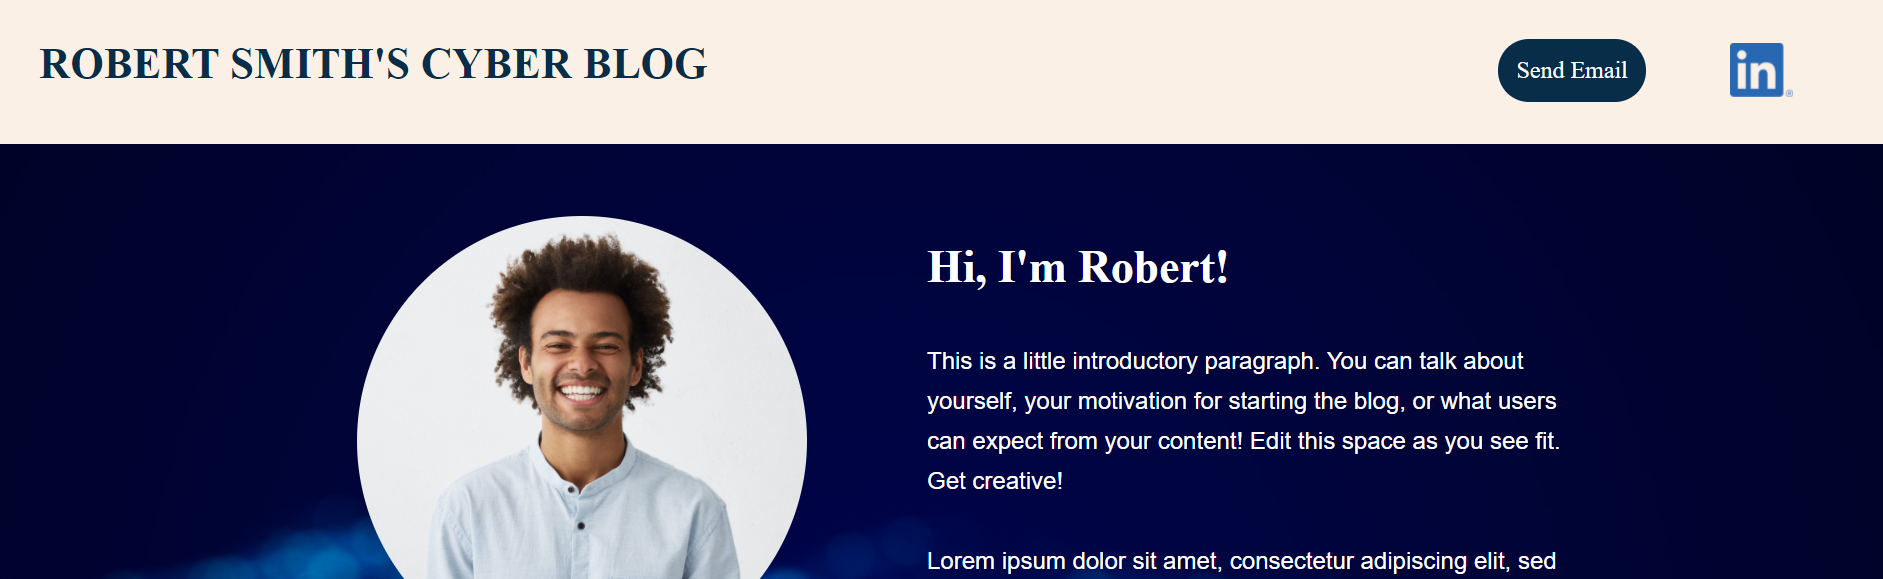 ROBERT SMITH'S CYBER BLOG
Send Email
in
Hi, I'm Robert!
This is a little introductory paragraph. You can talk about
yourself, your motivation for starting the blog, or what users
can expect from your content! Edit this space as you see fit.
Get creative!
Lorem ipsum dolor sit amet, consectetur adipiscing elit, sed